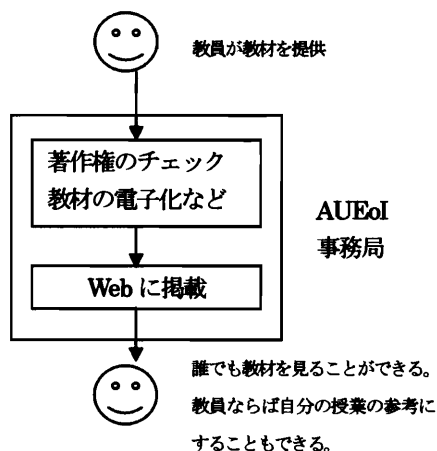 教員が教材を提供
著作権のチェック
教材の電子化など
AUEoI
事務局
Webに掲載
誰でも教材を見ることができる。
教員ならば自分の授業の参考に
することもできる。